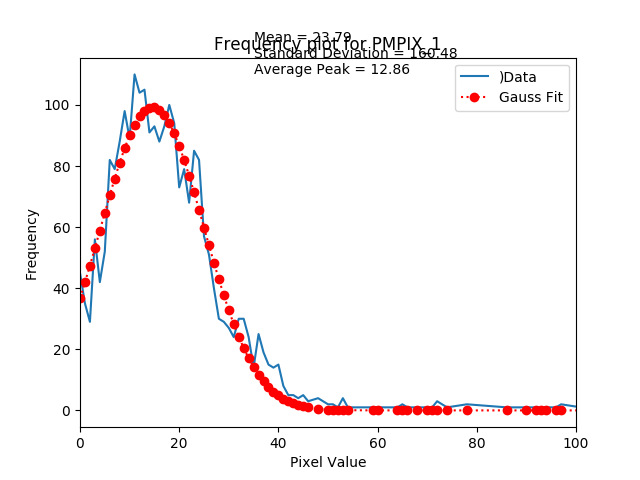 Mean = 23.79
Frequency plot for PMPIX_1
Standard Deviation = 160.48
Average Peak = 12.86
)Data
Gauss Fit
Frequency
100
80
60
40
20
0
0 20 40 60 80 100
Pixel Value